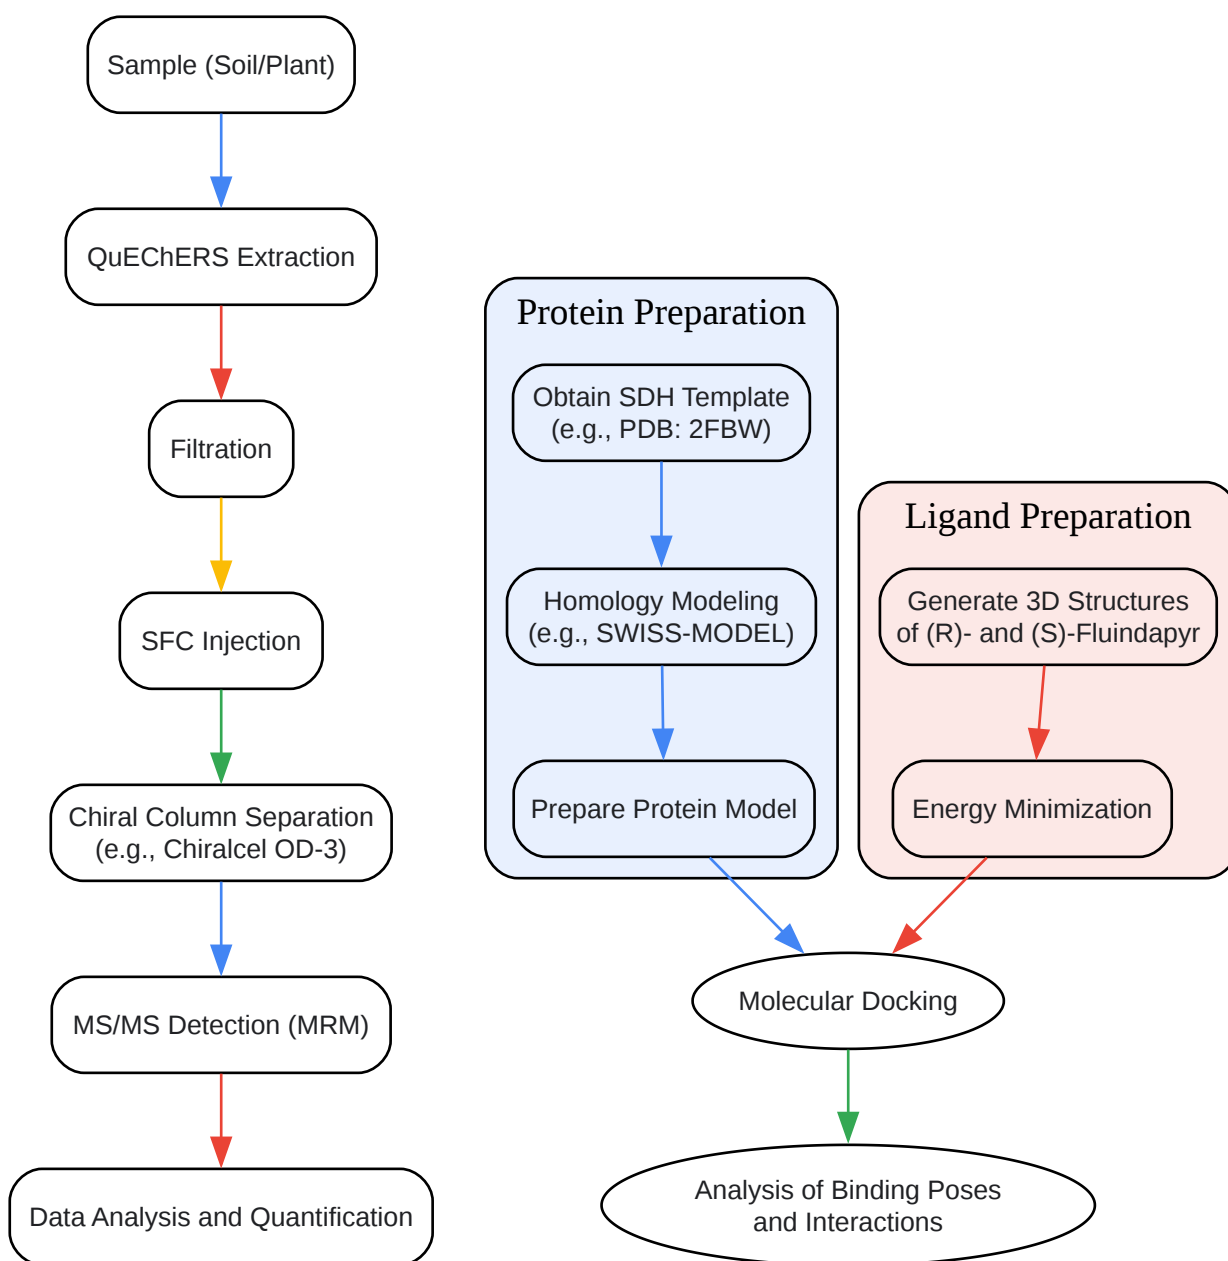 Sample (Soil/Plant)
QuEChERS Extraction
Filtration
SFC Injection
Chiral Column Separation
(e.g., Chiralcel OD-3)
MS/MS Detection (MRM)
Data Analysis and Quantification
Protein Preparation
Obtain SDH Template
(e.g., PDB: 2FBW)
Homology Modeling
(e.g., SWISS-MODEL)
Prepare Protein Model
Ligand Preparation
Generate 3D Structures
of (R)- and (S)-Fluindapyr
Energy Minimization
Molecular Docking
Analysis of Binding Poses
and Interactions